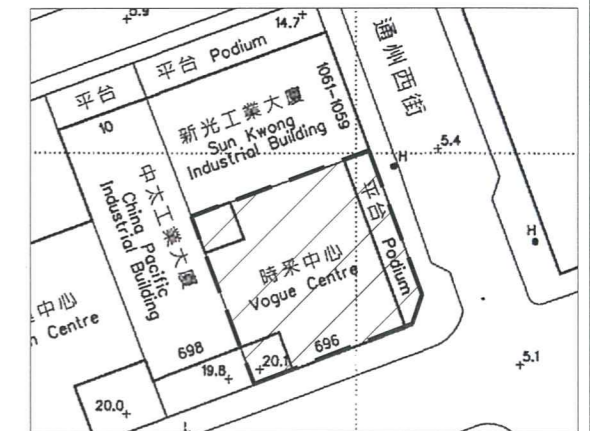 14.7
平台 Podium
平台
10
新光工業大廈
Sun Kwong
Industrial Building
1061-1059
通州西街
5.4
H
中太工業大廈
China Pacific
Industrial Building
平台
Podium
H
時采中心
Vogue Centre
中心
Centre
698
696
19.8
20.1
5.1
20.0